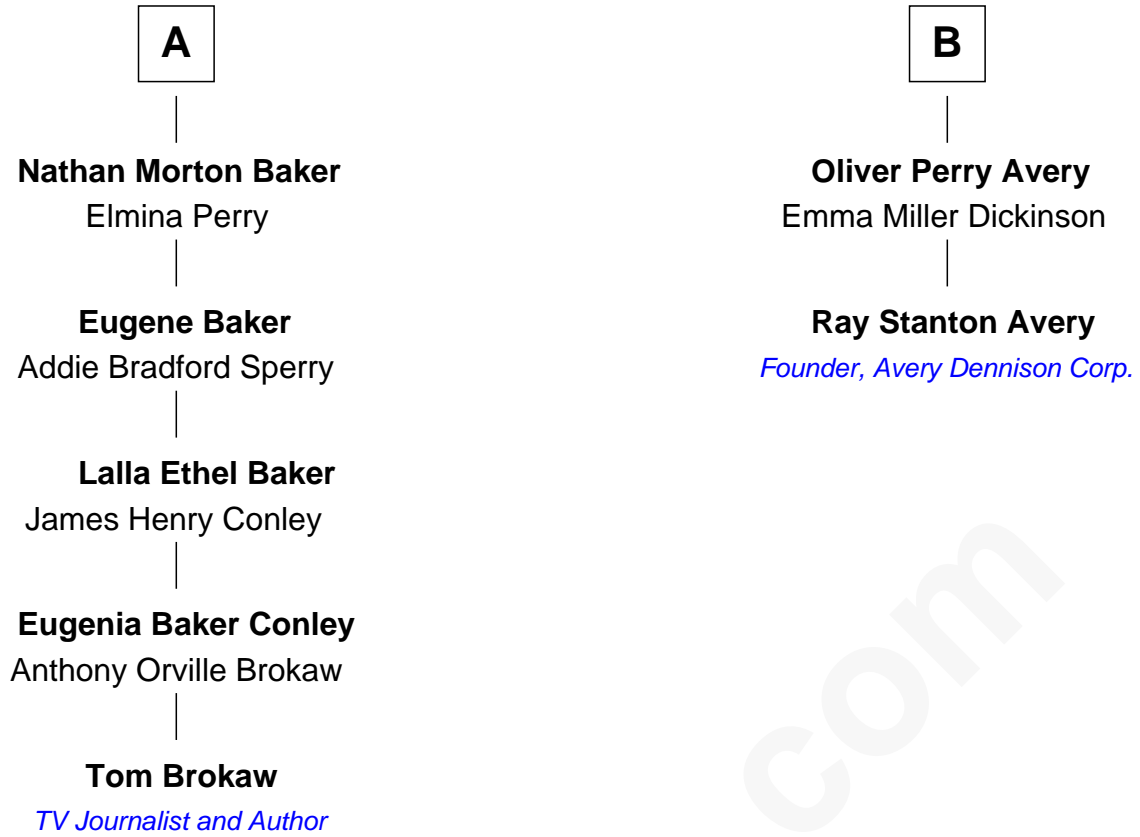 A
Nathan Morton Baker
Elmina Perry
Eugene Baker
Addie Bradford Sperry
Lalla Ethel Baker
James Henry Conley
Eugenia Baker Conley
Anthony Orville Brokaw
Tom Brokaw
TV Journalist and Author
B
Oliver Perry Avery
Emma Miller Dickinson
Ray Stanton Avery
Founder, Avery Dennison Corp.
com